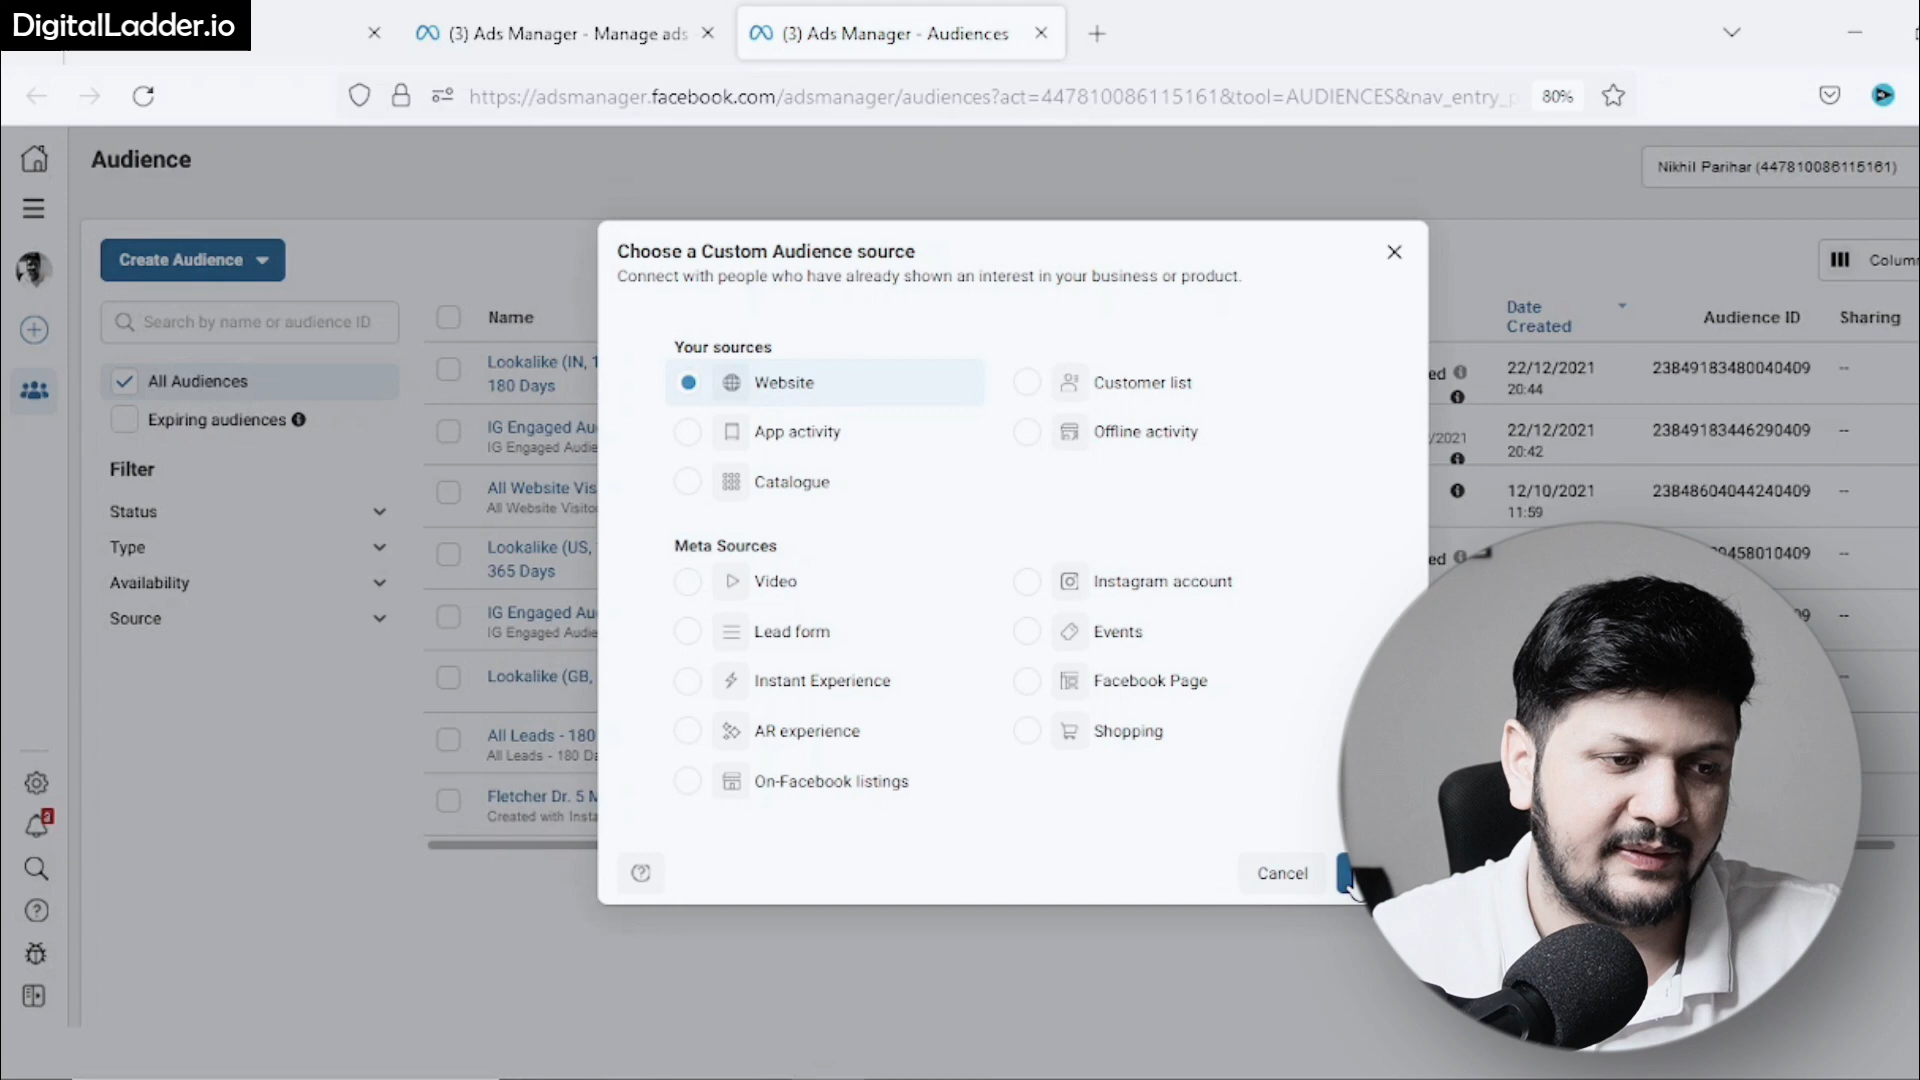 DigitalLadder.io
(3) Ads Manager - Manage ads
(3) Ads Manager - Audiences
https://adsmanager.facebook.com/adsmanager/audiences?act=447810086115161&tool=AUDIENCES&nav_entry_p
80%
Audience
Nikhil Parihar (447810086115161)
Create Audience
Colum
Search by name or audience ID
All Audiences
Expiring audiences
Filter
Status
Type
Availability
Source
Name
Date
Created
Audience ID
Sharing
Lookalike (IN, 1
180 Days
ed
22/12/2021
20:44
23849183480040409
--
IG Engaged Au
IG Engaged Audie
/2021
22/12/2021
20:42
23849183446290409
--
All Website Vis
All Website Visito
12/10/2021
11:59
23848604044240409
--
Lookalike (US,
365 Days
ed
9458010409
--
IG Engaged Au
IG Engaged Audie
09
--
Lookalike (GB,
All Leads - 180
All Leads - 180 Da
Fletcher Dr. 5 M
Created with Insta
Choose a Custom Audience source
Connect with people who have already shown an interest in your business or product.
Your sources
Website
Customer list
App activity
Offline activity
Catalogue
Meta Sources
Video
Instagram account
Lead form
Events
Instant Experience
Facebook Page
AR experience
Shopping
On-Facebook listings
Cancel